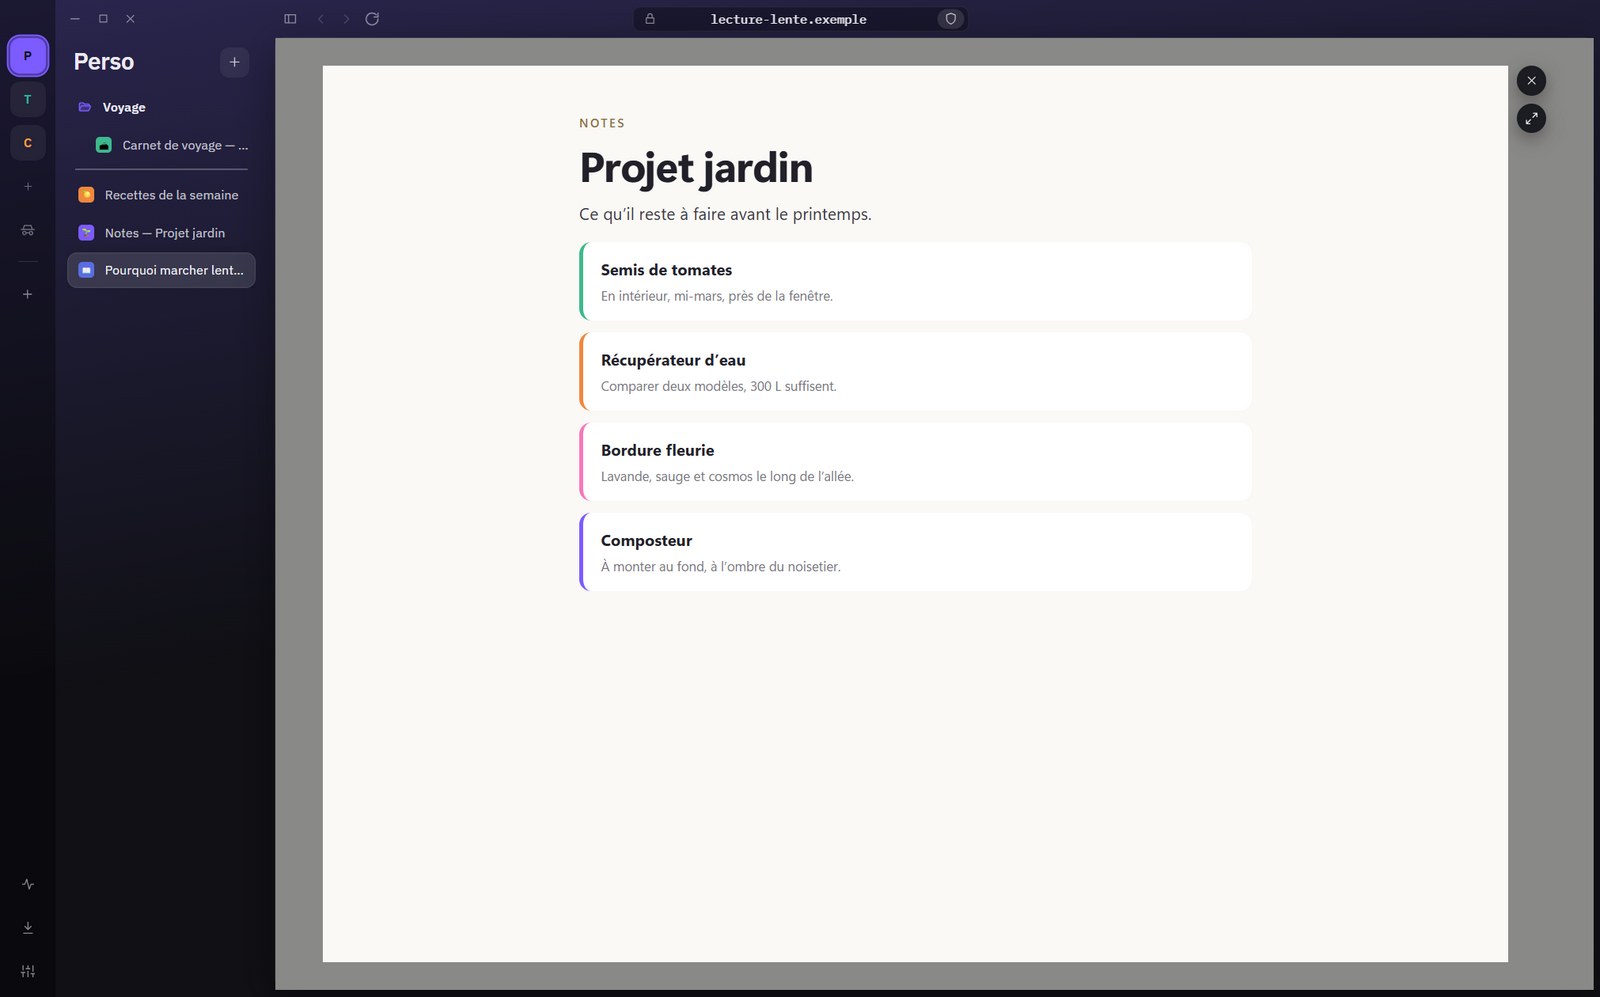 lecture-lente.exemple
P
T
C
Perso
Voyage
Carnet de voyage — ...
Recettes de la semaine
Notes — Projet jardin
Pourquoi marcher lent...
NOTES
Projet jardin
Ce qu’il reste à faire avant le printemps.
Semis de tomates
En intérieur, mi-mars, près de la fenêtre.
Récupérateur d’eau
Comparer deux modèles, 300 L suffisent.
Bordure fleurie
Lavande, sauge et cosmos le long de l’allée.
Composteur
À monter au fond, à l’ombre du noisetier.